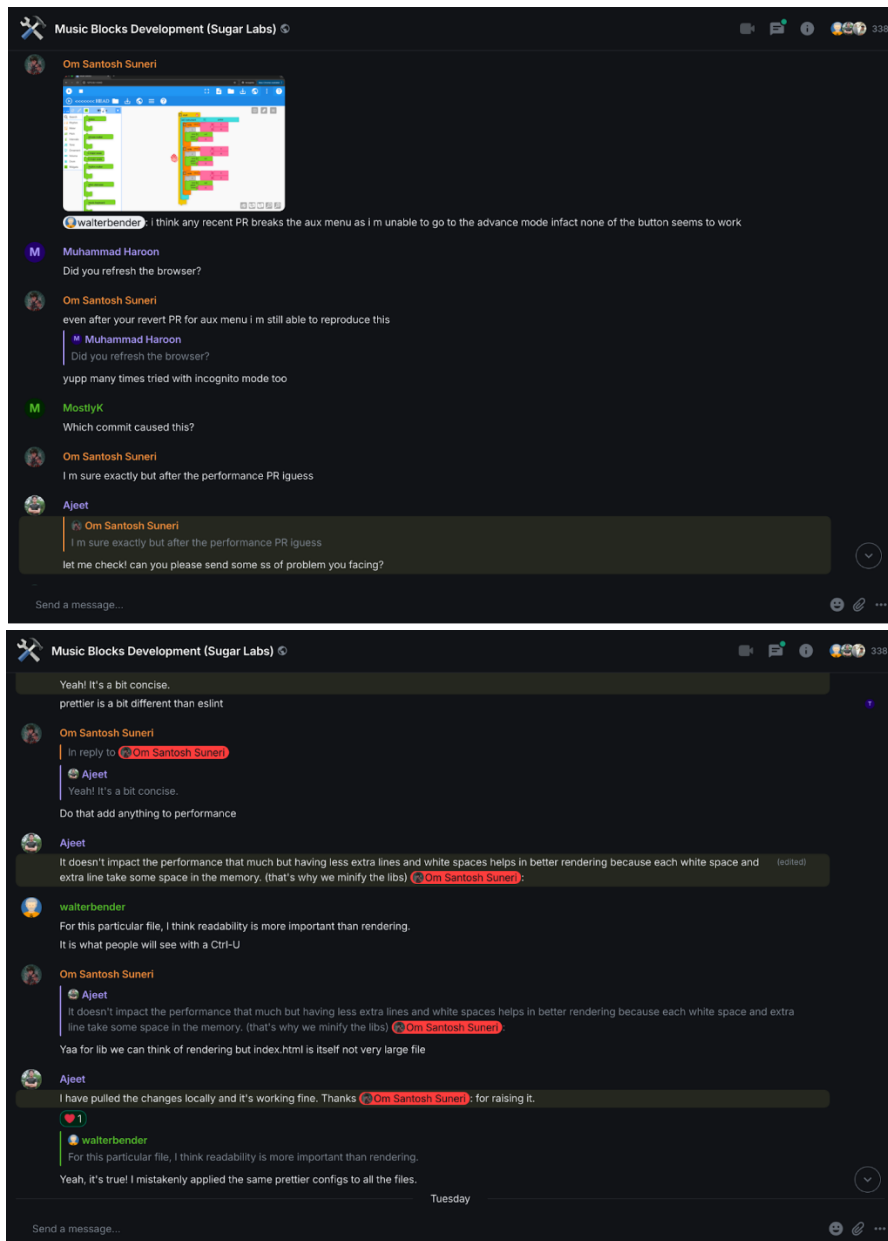 Music Blocks Development (Sugar Labs)
338
Om Santosh Suneri
walterbender : i think any recent PR breaks the aux menu as i m unable to go to the advance mode infact none of the button seems to work
M
Muhammad Haroon
Did you refresh the browser?
Om Santosh Suneri
even after your revert PR for aux menu i m still able to reproduce this
M Muhammad Haroon
Did you refresh the browser?
yupp many times tried with incognito mode too
M
MostlyK
Which commit caused this?
Om Santosh Suneri
I m sure exactly but after the performance PR iguess
Ajeet
Om Santosh Suneri
I m sure exactly but after the performance PR iguess
let me check! can you please send some ss of problem you facing?
Send a message...
Music Blocks Development (Sugar Labs)
338
Yeah! It's a bit concise.
prettier is a bit different than eslint
Om Santosh Suneri
In reply to Om Santosh Suneri
Ajeet
Yeah! It's a bit concise.
Do that add anything to performance
Ajeet
It doesn't impact the performance that much but having less extra lines and white spaces helps in better rendering because each white space and (edited)
extra line take some space in the memory. (that's why we minify the libs) Om Santosh Suneri :
walterbender
For this particular file, I think readability is more important than rendering.
It is what people will see with a Ctrl-U
Om Santosh Suneri
Ajeet
It doesn't impact the performance that much but having less extra lines and white spaces helps in better rendering because each white space and extra
line take some space in the memory. (that's why we minify the libs) Om Santosh Suneri :
Yaa for lib we can think of rendering but index.html is itself not very large file
Ajeet
I have pulled the changes locally and it's working fine. Thanks Om Santosh Suneri : for raising it.
1
walterbender
For this particular file, I think readability is more important than rendering.
Yeah, it's true! I mistakenly applied the same prettier configs to all the files.
Tuesday
Send a message...